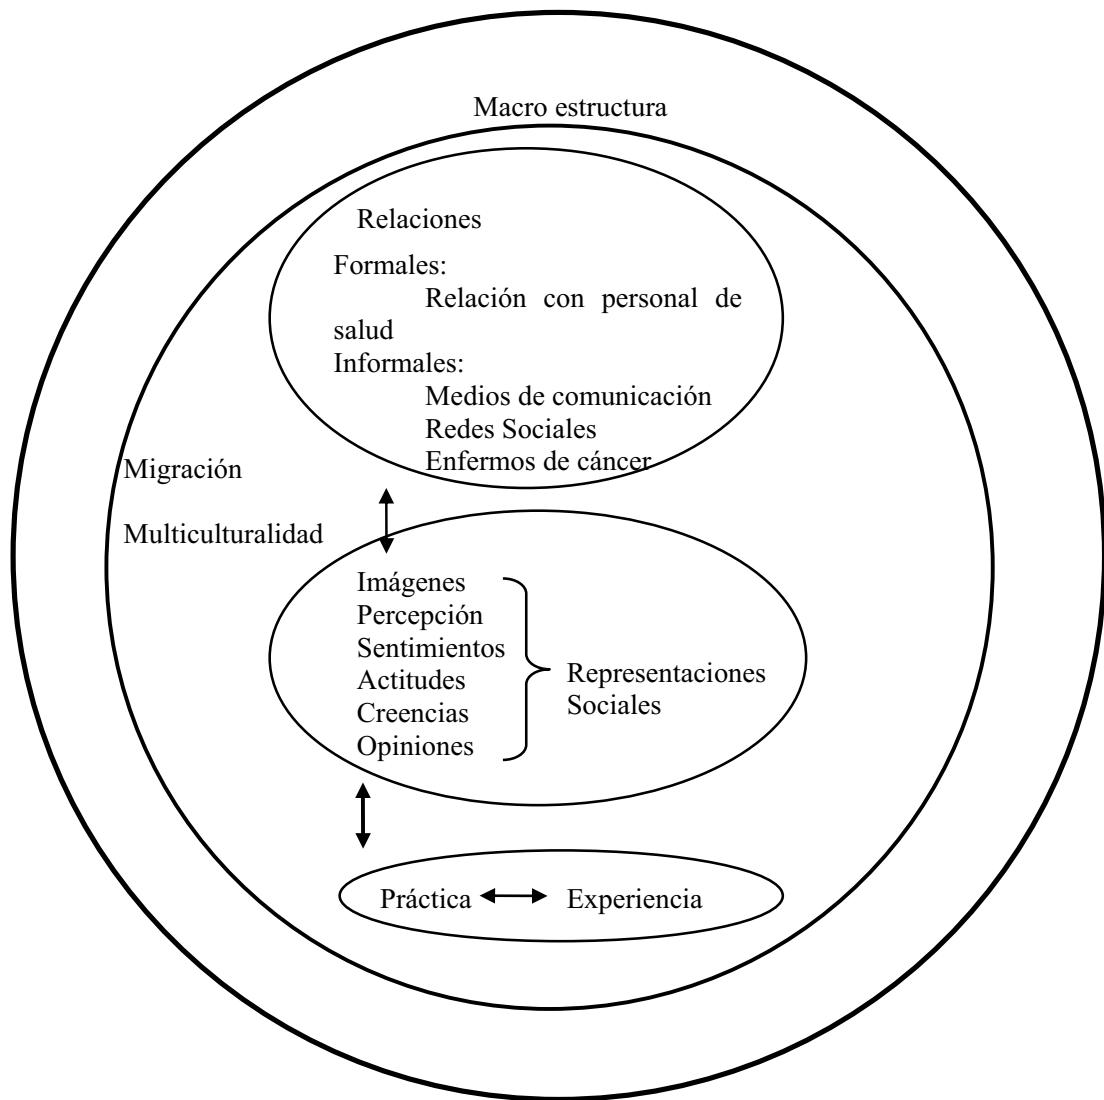 Macro estructura
Relaciones
Formales:
Relación con personal de
salud
Informales:
Medios de comunicación
Redes Sociales
Enfermos de cáncer
Migración
Multiculturalidad
Imágenes
Percepción
Sentimientos
Actitudes
Creencias
Opiniones
Representaciones
Sociales
Práctica
Experiencia